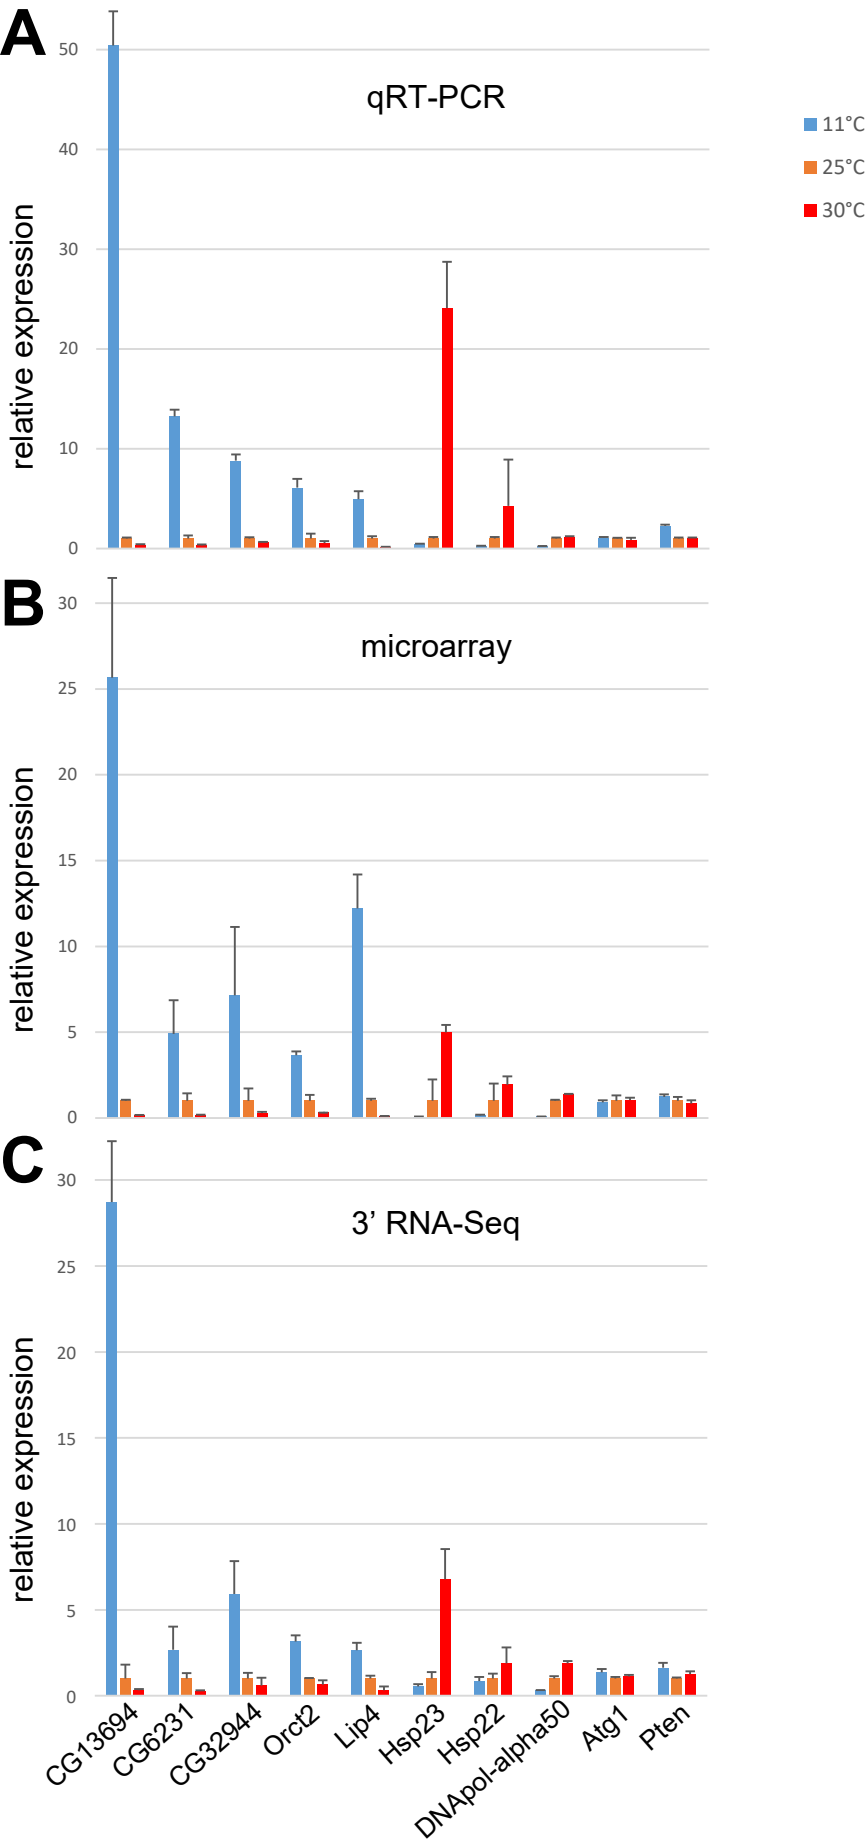 A
qRT-PCR
11°C
25°C
30°C
relative expression
50
40
30
20
10
0
B
microarray
relative expression
30
25
20
15
10
5
0
C
3’ RNA-Seq
relative expression
30
25
20
15
10
5
0
CG13694
CG6231
CG32944
Orct2
Lip4
Hsp23
Hsp22
DNApol-alpha50
Atg1
Pten